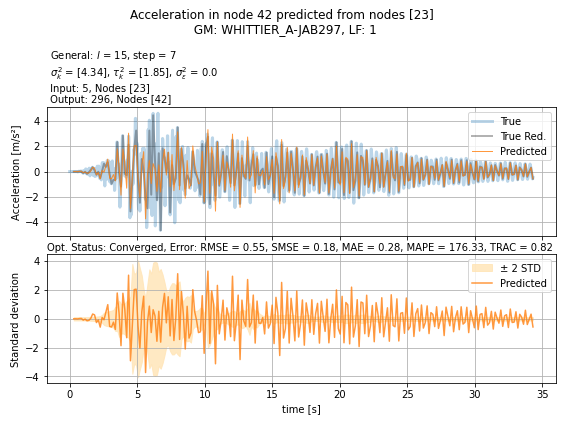 Acceleration in node 42 predicted from nodes [23]
GM: WHITTIER_A-JAB297, LF: 1
General: l = 15, step = 7
σ²ₖ = [4.34], τ²ₖ = [1.85], σ²ε = 0.0
Input: 5, Nodes [23]
Output: 296, Nodes [42]
Acceleration [m/s²]
4
2
0
−2
−4
True
True Red.
Predicted
Opt. Status: Converged, Error: RMSE = 0.55, SMSE = 0.18, MAE = 0.28, MAPE = 176.33, TRAC = 0.82
Standard deviation
4
2
0
−2
−4
± 2 STD
Predicted
0 5 10 15 20 25 30 35
time [s]